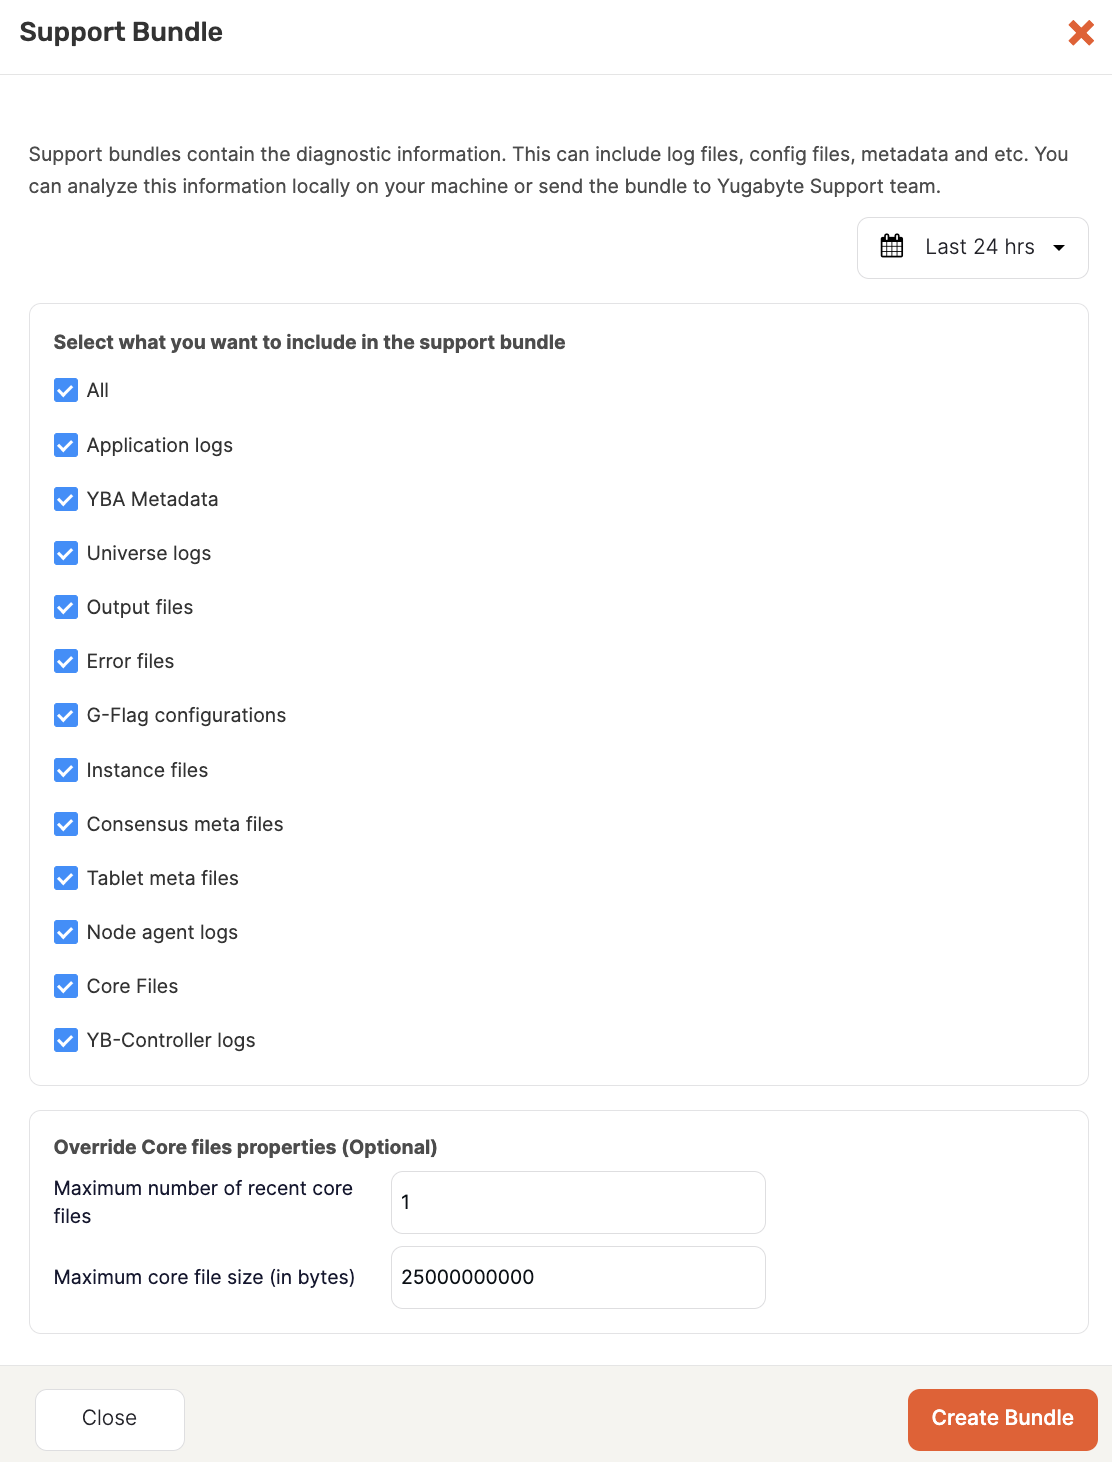 Support Bundle
Support bundles contain the diagnostic information. This can include log files, config files, metadata and etc. You
can analyze this information locally on your machine or send the bundle to Yugabyte Support team.
Last 24 hrs
Select what you want to include in the support bundle
All
Application logs
YBA Metadata
Universe logs
Output files
Error files
G-Flag configurations
Instance files
Consensus meta files
Tablet meta files
Node agent logs
Core Files
YB-Controller logs
Override Core files properties (Optional)
Maximum number of recent core
files
1
Maximum core file size (in bytes)
25000000000
Close
Create Bundle